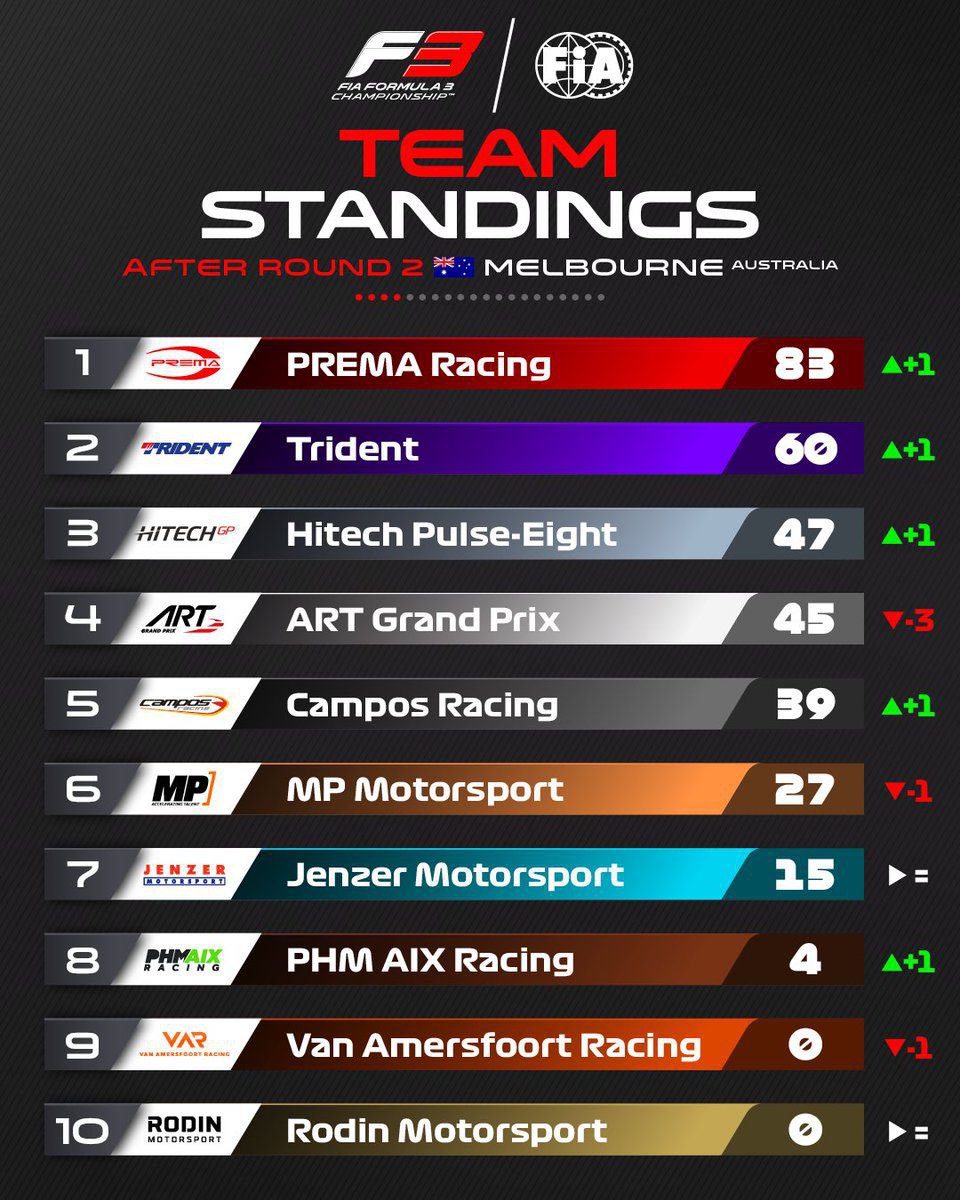 F3
FIA FORMULA 3
CHAMPIONSHIP™
FIA
TEAM
STANDINGS
AFTER ROUND 2 MELBOURNE AUSTRALIA
1 PREMA PREMA Racing 83 ▲+1
2 TRIDENT Trident 60 ▲+1
3 HITECH GP Hitech Pulse-Eight 47 ▲+1
4 ART GRAND PRIX ART Grand Prix 45 ▼-3
5 campos racing Campos Racing 39 ▲+1
6 MP ACCELERATING TALENT MP Motorsport 27 ▼-1
7 JENZER MOTORSPORT Jenzer Motorsport 15 ▶=
8 PHMAIX RACING PHM AIX Racing 4 ▲+1
9 VAR VAN AMERSFOORT RACING Van Amersfoort Racing 0 ▼-1
10 RODIN MOTORSPORT Rodin Motorsport 0 ▶=